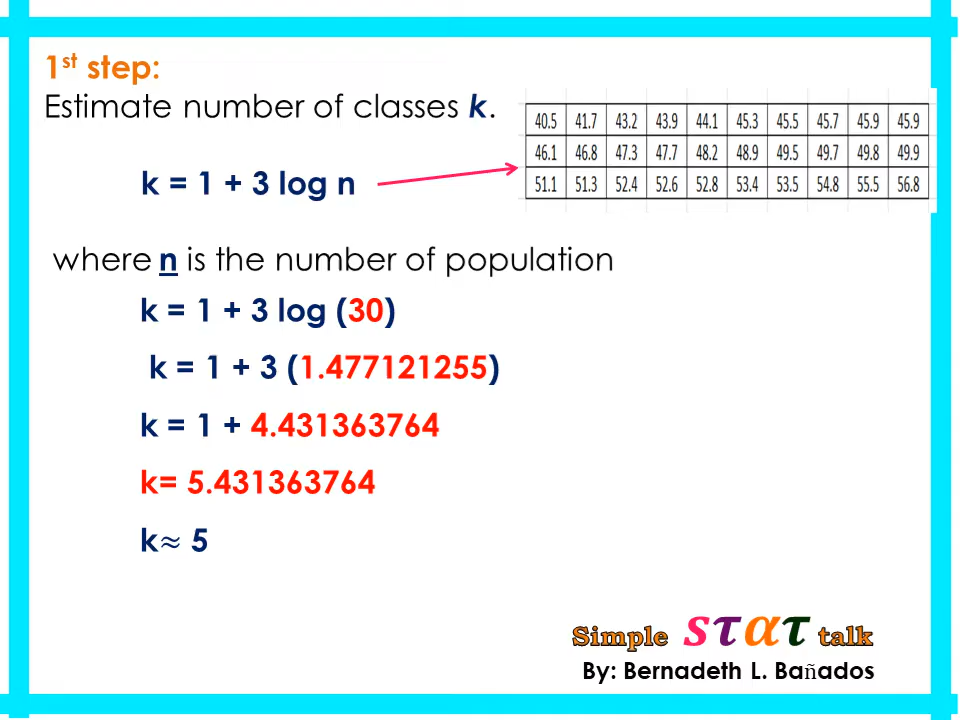 1st step:
Estimate number of classes k.
40.5 41.7 43.2 43.9 44.1 45.3 45.5 45.7 45.9 45.9
46.1 46.8 47.3 47.7 48.2 48.9 49.5 49.7 49.8 49.9
51.1 51.3 52.4 52.6 52.8 53.4 53.5 54.8 55.5 56.8
k = 1 + 3 log n
where n is the number of population
k = 1 + 3 log (30)
k = 1 + 3 (1.477121255)
k = 1 + 4.431363764
k= 5.431363764
k≈ 5
Simple sτατ talk
By: Bernadeth L. Bañados